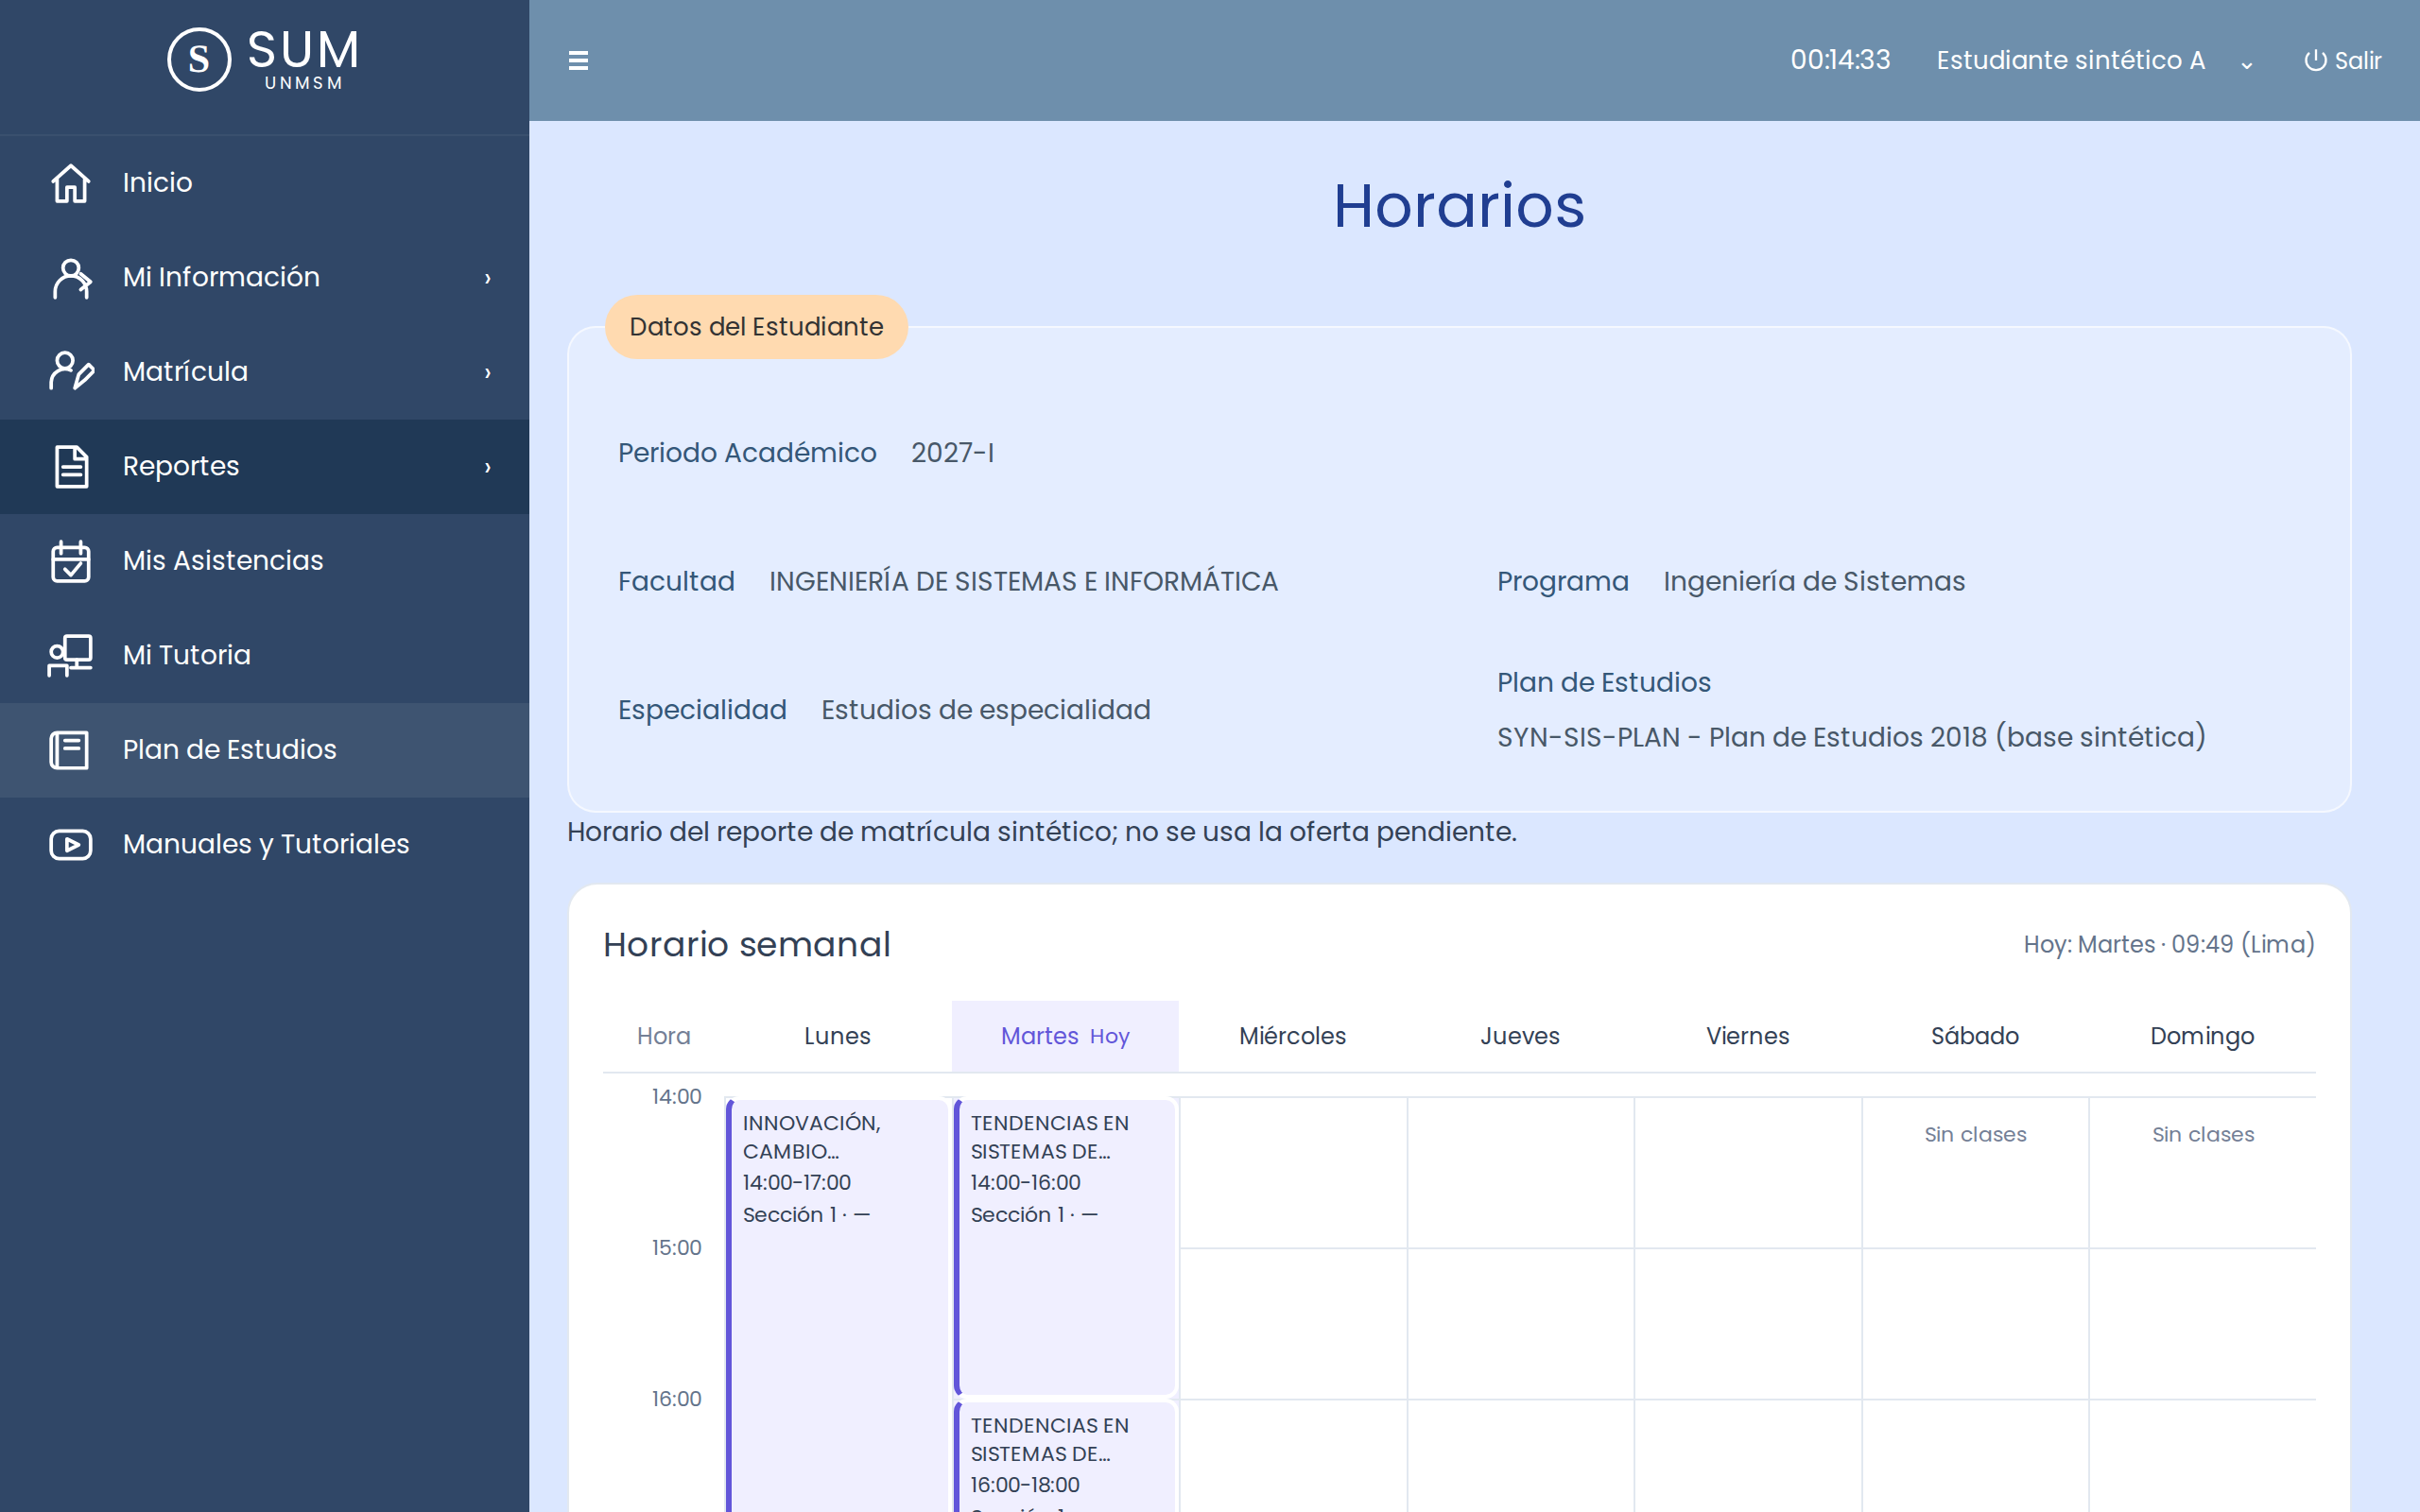 S
SUM
UNMSM
00:14:33
Estudiante sintético A
Salir
Inicio
Mi Información
Matrícula
Reportes
Mis Asistencias
Mi Tutoria
Plan de Estudios
Manuales y Tutoriales
Horarios
Datos del Estudiante
Periodo Académico 2027-I
Facultad INGENIERÍA DE SISTEMAS E INFORMÁTICA
Programa Ingeniería de Sistemas
Especialidad Estudios de especialidad
Plan de Estudios
SYN-SIS-PLAN - Plan de Estudios 2018 (base sintética)
Horario del reporte de matrícula sintético; no se usa la oferta pendiente.
Horario semanal
Hoy: Martes · 09:49 (Lima)
Hora Lunes Martes Hoy Miércoles Jueves Viernes Sábado Domingo
14:00
INNOVACIÓN,
CAMBIO...
14:00-17:00
Sección 1 · —
TENDENCIAS EN
SISTEMAS DE...
14:00-16:00
Sección 1 · —
Sin clases
Sin clases
15:00
16:00
TENDENCIAS EN
SISTEMAS DE...
16:00-18:00